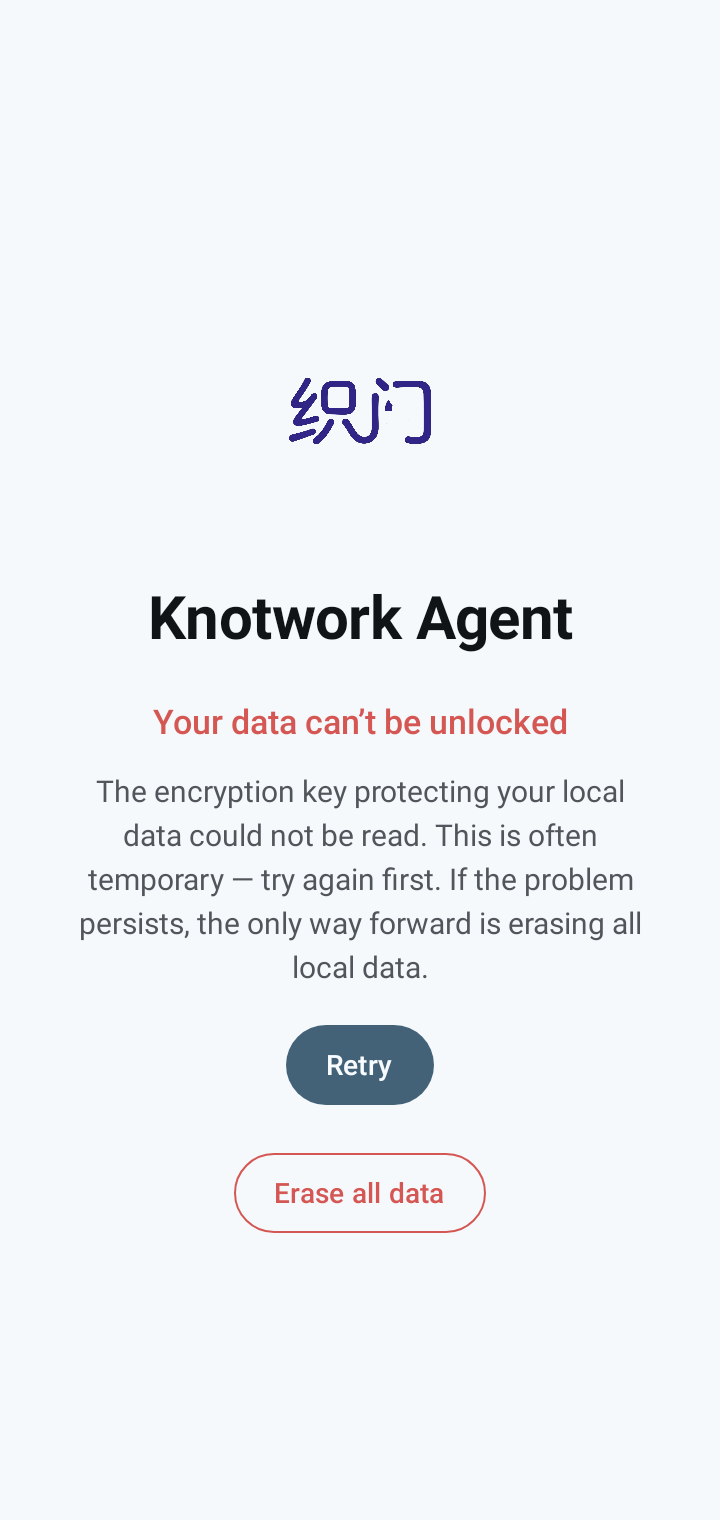 织门
Knotwork Agent
Your data can’t be unlocked
The encryption key protecting your local
data could not be read. This is often
temporary — try again first. If the problem
persists, the only way forward is erasing all
local data.
Retry
Erase all data